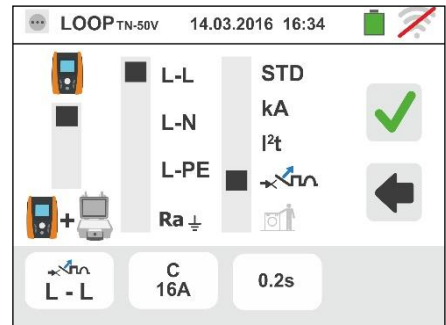 LOOP TN-50V 14.03.2016 16:34
L-L STD
L-N kA
I²t
L-PE
Ra
L - L
C
16A
0.2s